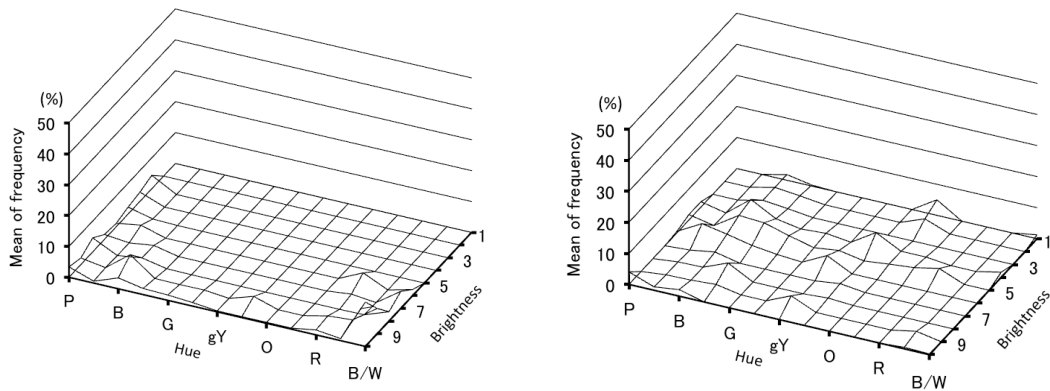 (%)
50
40
30
20
10
0
Mean of frequency
P
B
G
gY
O
R
B/W
Hue
1
3
5
7
9
Brightness
(%)
50
40
30
20
10
0
Mean of frequency
P
B
G
gY
O
R
B/W
Hue
1
3
5
7
9
Brightness